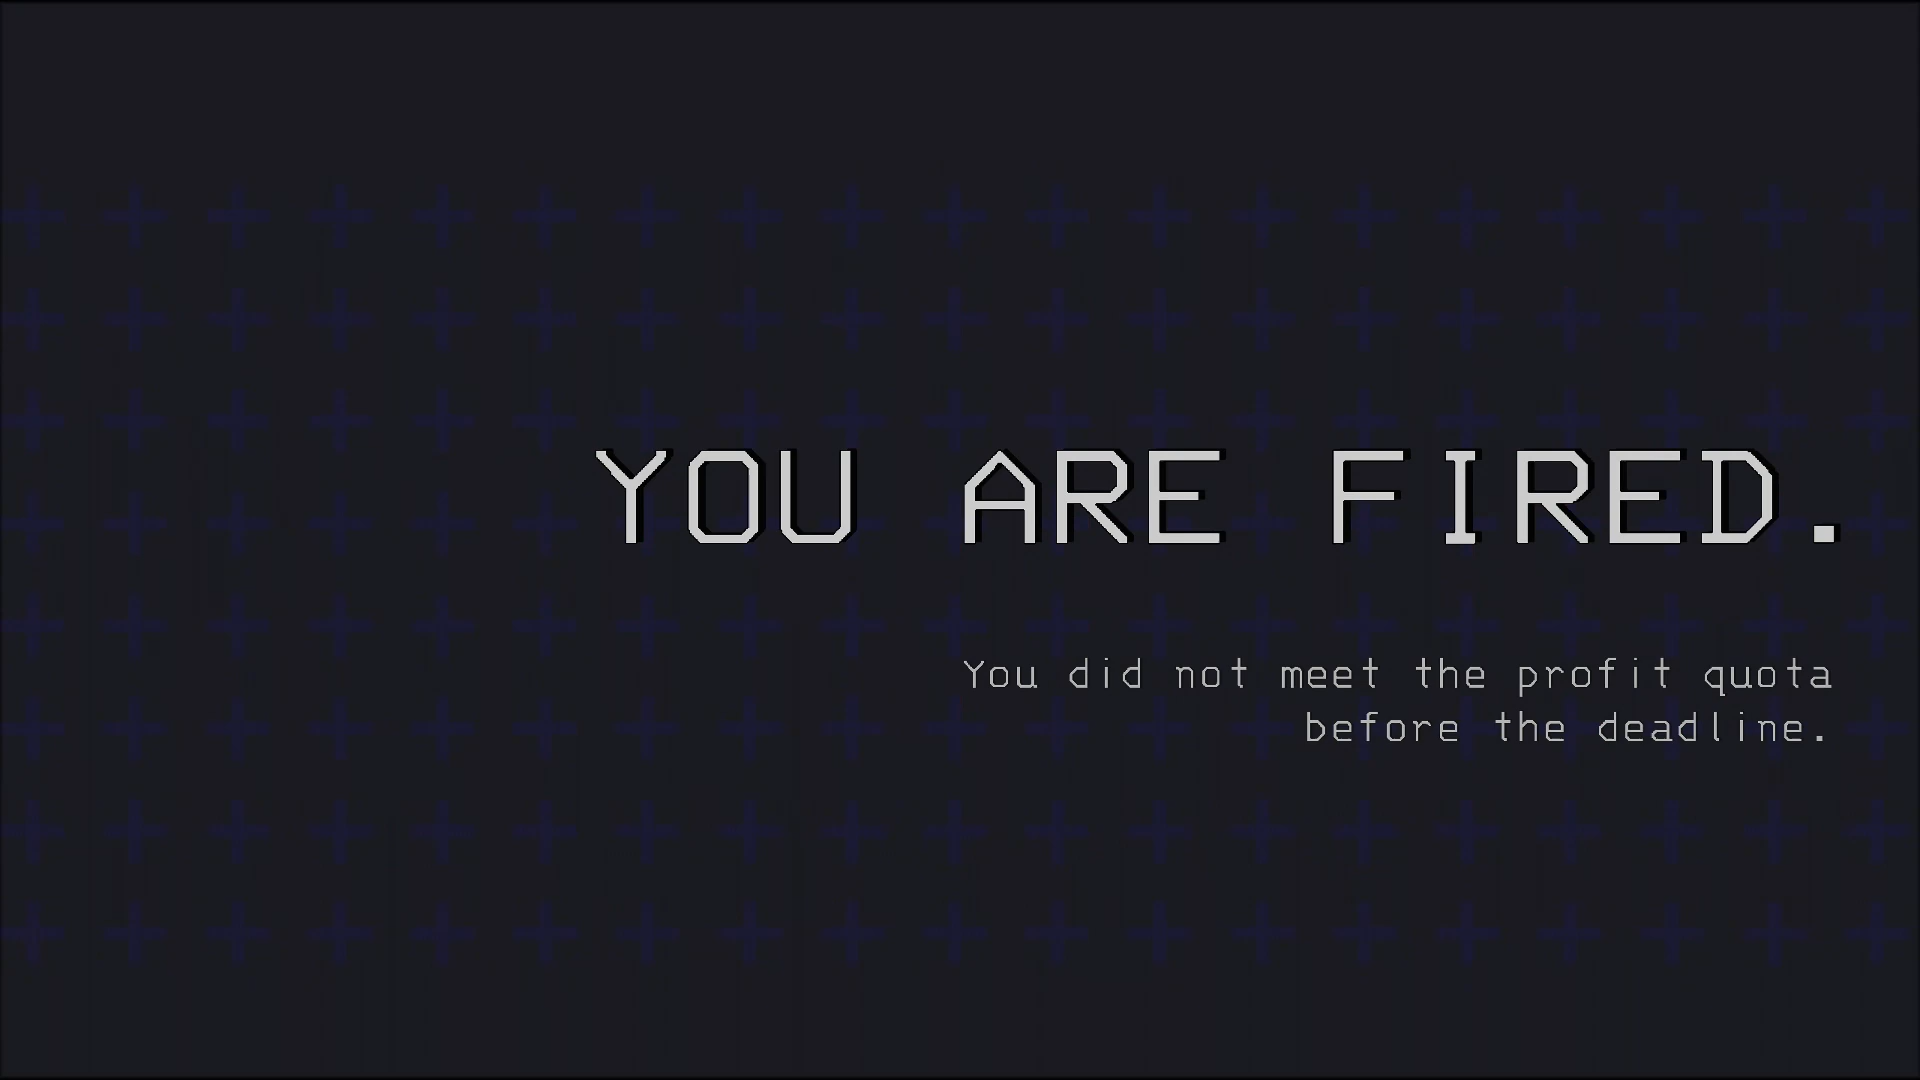 YOU ARE FIRED.
You did not meet the profit quota
before the deadline.